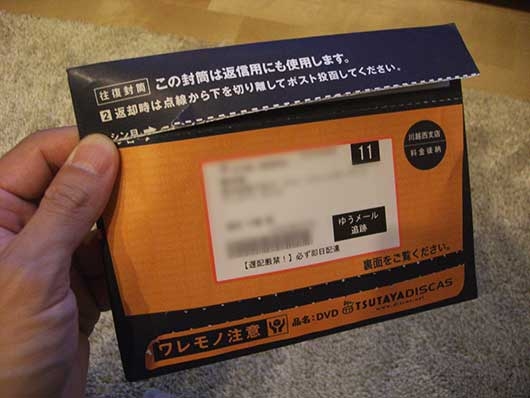 往復封筒 この封筒は返信用にも使用します。
2 返却時は点線から下を切り離してポスト投函してください。
11
川越西支店
料金後納
ゆうメール
追跡
【遅配厳禁!】必ず即日配達
裏面をご覧ください。
ワレモノ注意 品名:DVD TSUTAYA DISCAS
www.discas.net